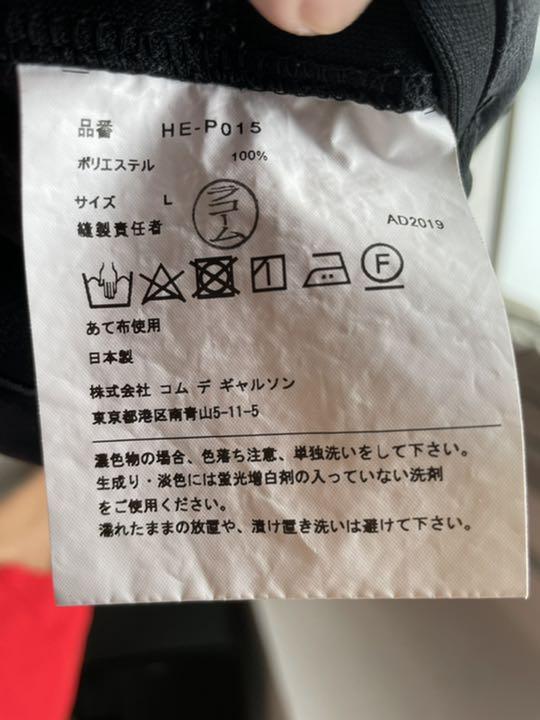 品番 HE-P015
ポリエステル 100%
サイズ L
縫製責任者 ラコーム AD2019
F
あて布使用
日本製
株式会社 コム デ ギャルソン
東京都港区南青山5-11-5
濃色物の場合、色落ち注意、単独洗いをして下さい。
生成り・淡色には蛍光増白剤の入っていない洗剤
をご使用ください。
濡れたままの放置や、漬け置き洗いは避けて下さい。